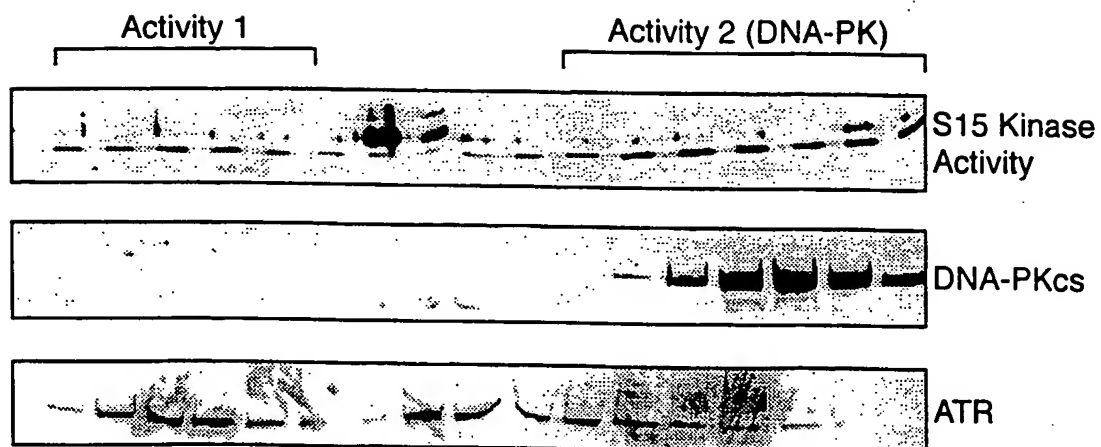 Activity 1
Activity 2 (DNA-PK)
S15 Kinase
Activity
DNA-PKcs
ATR